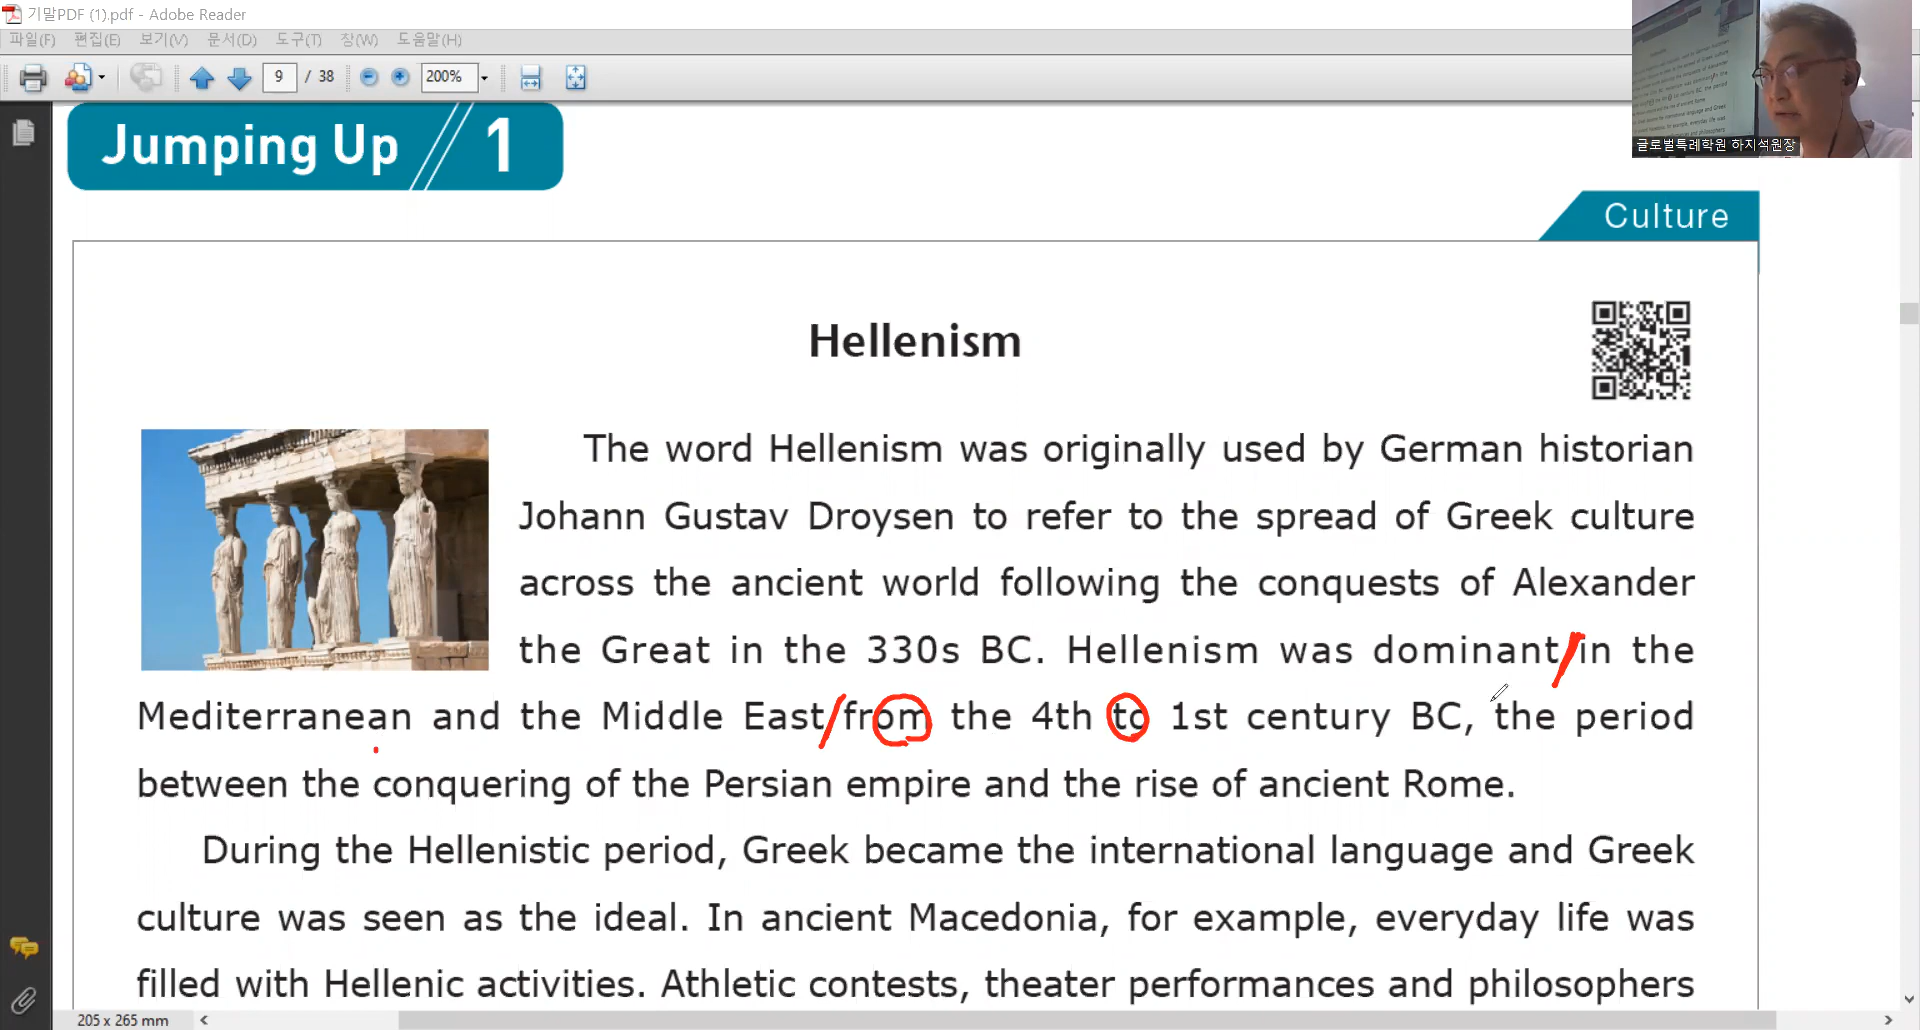 기말PDF (1).pdf - Adobe Reader
파일(F) 편집(E) 보기(V) 문서(D) 도구(T) 창(W) 도움말(H)
9 / 38 200%
글로벌특례학원 하지석원장
Jumping Up 1
Culture
Hellenism
The word Hellenism was originally used by German historian
Johann Gustav Droysen to refer to the spread of Greek culture
across the ancient world following the conquests of Alexander
the Great in the 330s BC. Hellenism was dominant in the
Mediterranean and the Middle East from the 4th to 1st century BC, the period
between the conquering of the Persian empire and the rise of ancient Rome.
During the Hellenistic period, Greek became the international language and Greek
culture was seen as the ideal. In ancient Macedonia, for example, everyday life was
filled with Hellenic activities. Athletic contests, theater performances and philosophers
205 x 265 mm